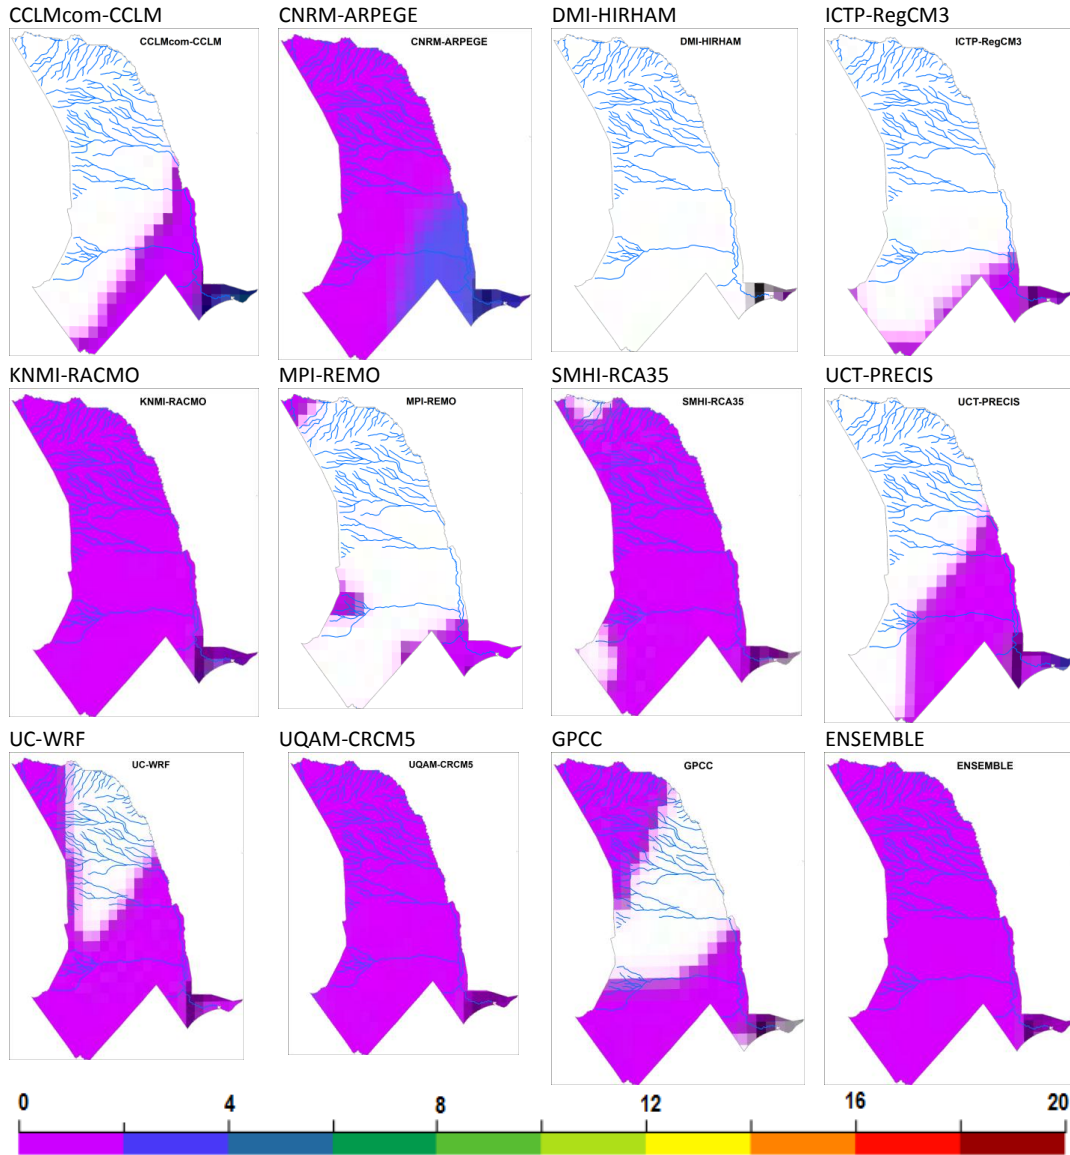 CCLMcom-CCLM CNRM-ARPEGE DMI-HIRHAM ICTP-RegCM3
CCLMcom-CCLM CNRM-ARPEGE DMI-HIRHAM ICTP-RegCM3
KNMI-RACMO MPI-REMO SMHI-RCA35 UCT-PRECIS
KNMI-RACMO MPI-REMO SMHI-RCA35 UCT-PRECIS
UC-WRF UQAM-CRCM5 GPCC ENSEMBLE
UC-WRF UQAM-CRCM5 GPCC ENSEMBLE
0 4 8 12 16 20